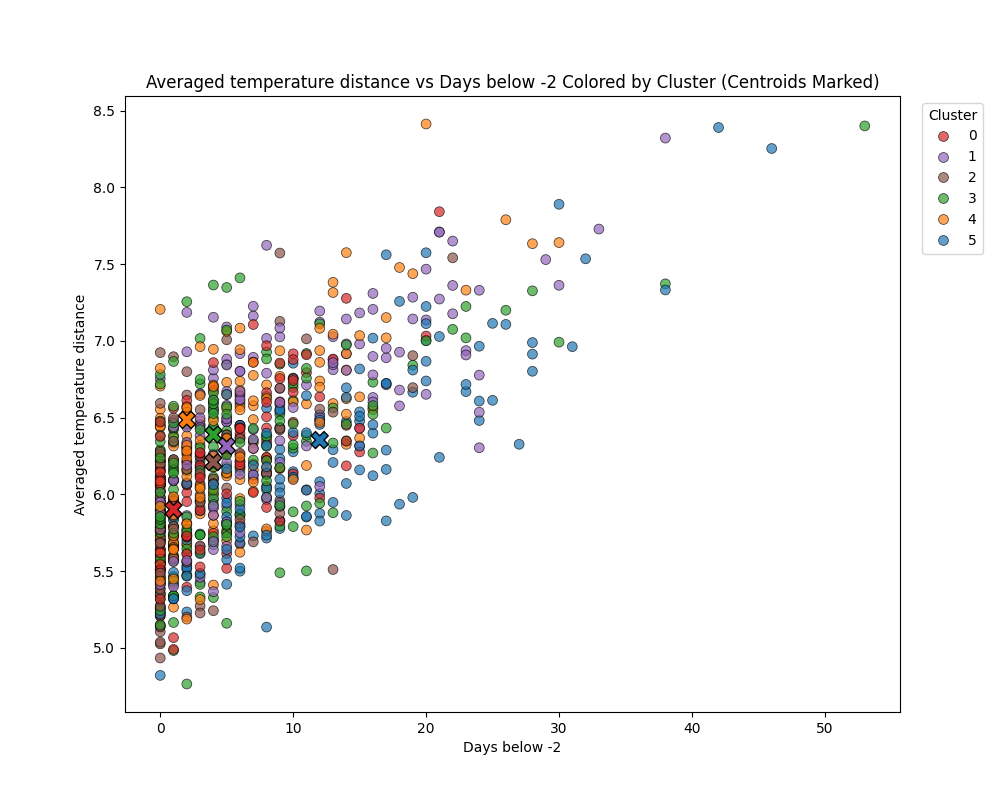 Averaged temperature distance vs Days below -2 Colored by Cluster (Centroids Marked)
Cluster
0
1
2
3
4
5
8.5
8.0
7.5
7.0
6.5
6.0
5.5
5.0
Averaged temperature distance
0 10 20 30 40 50
Days below -2